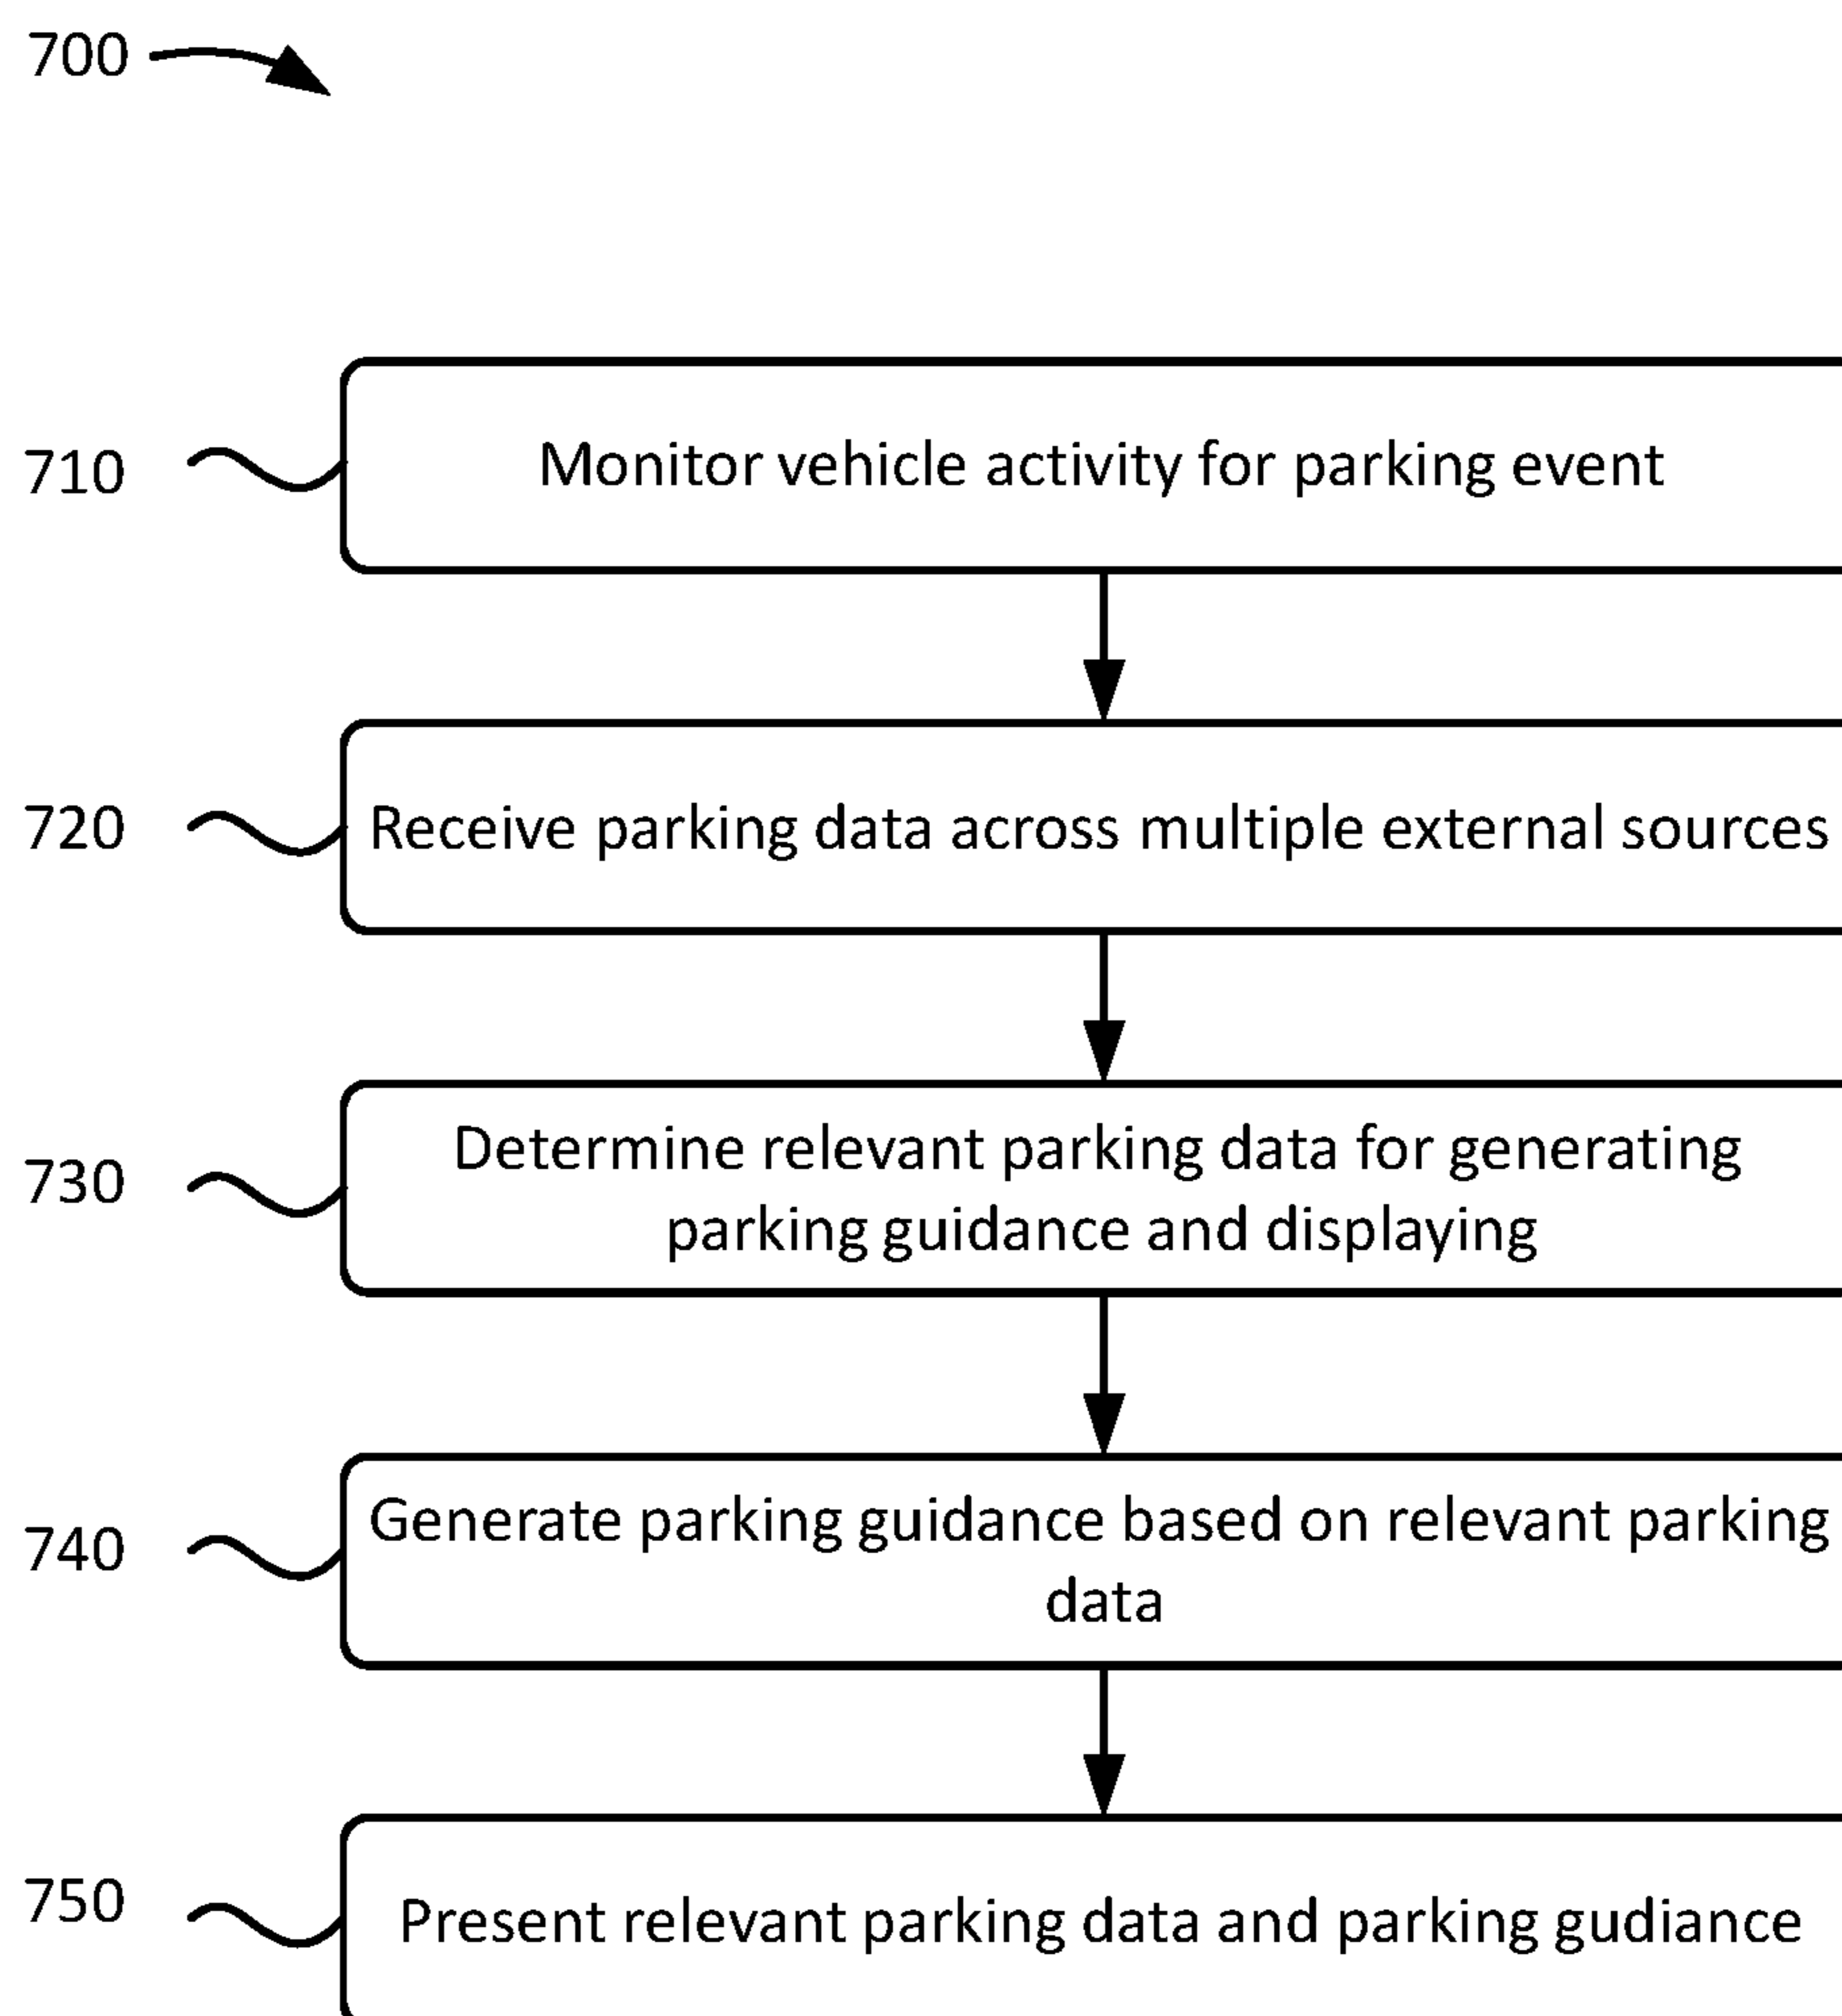 700
710
Monitor vehicle activity for parking event
720
Receive parking data across multiple external sources
730
Determine relevant parking data for generating
parking guidance and displaying
740
Generate parking guidance based on relevant parking
data
750
Present relevant parking data and parking gudiance